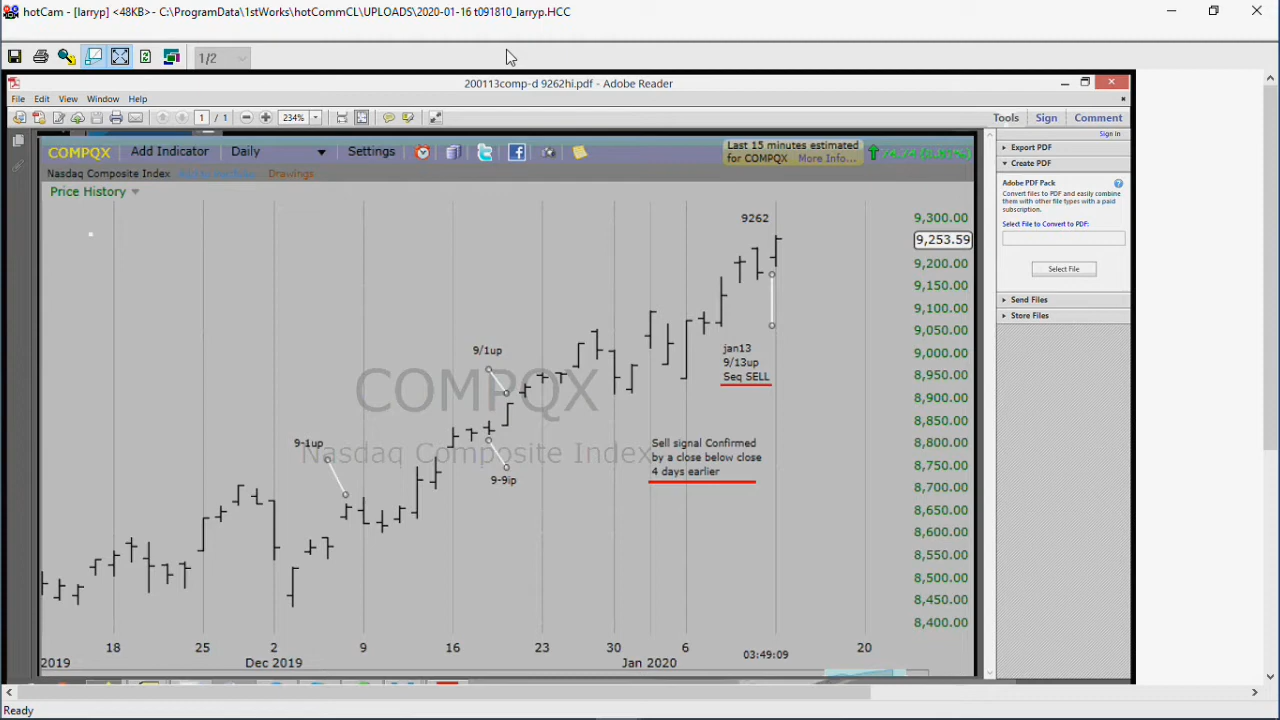 hotCam - [larryp] <48KB> - C:\ProgramData\1stWorks\hotCommCL\UPLOADS\2020-01-16 t091810_larryp.HCC
1/2
200113comp-d 9262hi.pdf - Adobe Reader
File Edit View Window Help
1 / 1 234% Tools Sign Comment
Sign In
COMPQX Add Indicator Daily Settings
Last 15 minutes estimated
for COMPQX More Info...
Nasdaq Composite Index Drawings
Price History
Export PDF
Create PDF
Adobe PDF Pack
Convert files to PDF and easily combine
them with other file types with a paid
subscription.
Select File to Convert to PDF:
Select File
Send Files
Store Files
9262
9,300.00
9,253.59
9,200.00
9,150.00
9,100.00
9,050.00
9,000.00
8,950.00
8,900.00
8,850.00
8,800.00
8,750.00
8,700.00
8,650.00
8,600.00
8,550.00
8,500.00
8,450.00
8,400.00
9/1up
jan13
9/13up
Seq SELL
COMPQX
Nasdaq Composite Index
9-1up
9-9ip
Sell signal Confirmed
by a close below close
4 days earlier
18 25 2 9 16 23 30 6 20
2019 Dec 2019 Jan 2020 03:49:09
Ready